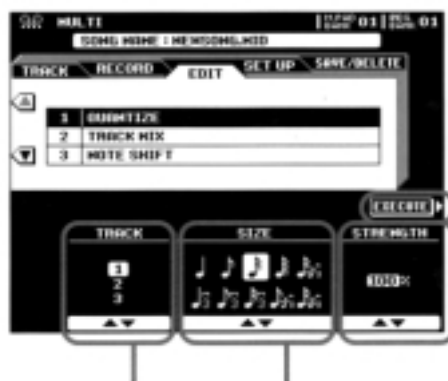 MULTI
01 01
SONG NAME : NEWSONG.MID
TRACK RECORD EDIT SET UP SAVE/DELETE
1 QUANTIZE
2 TRACK MIX
3 NOTE SHIFT
EXECUTE
TRACK SIZE STRENGTH
1
2
3
100%